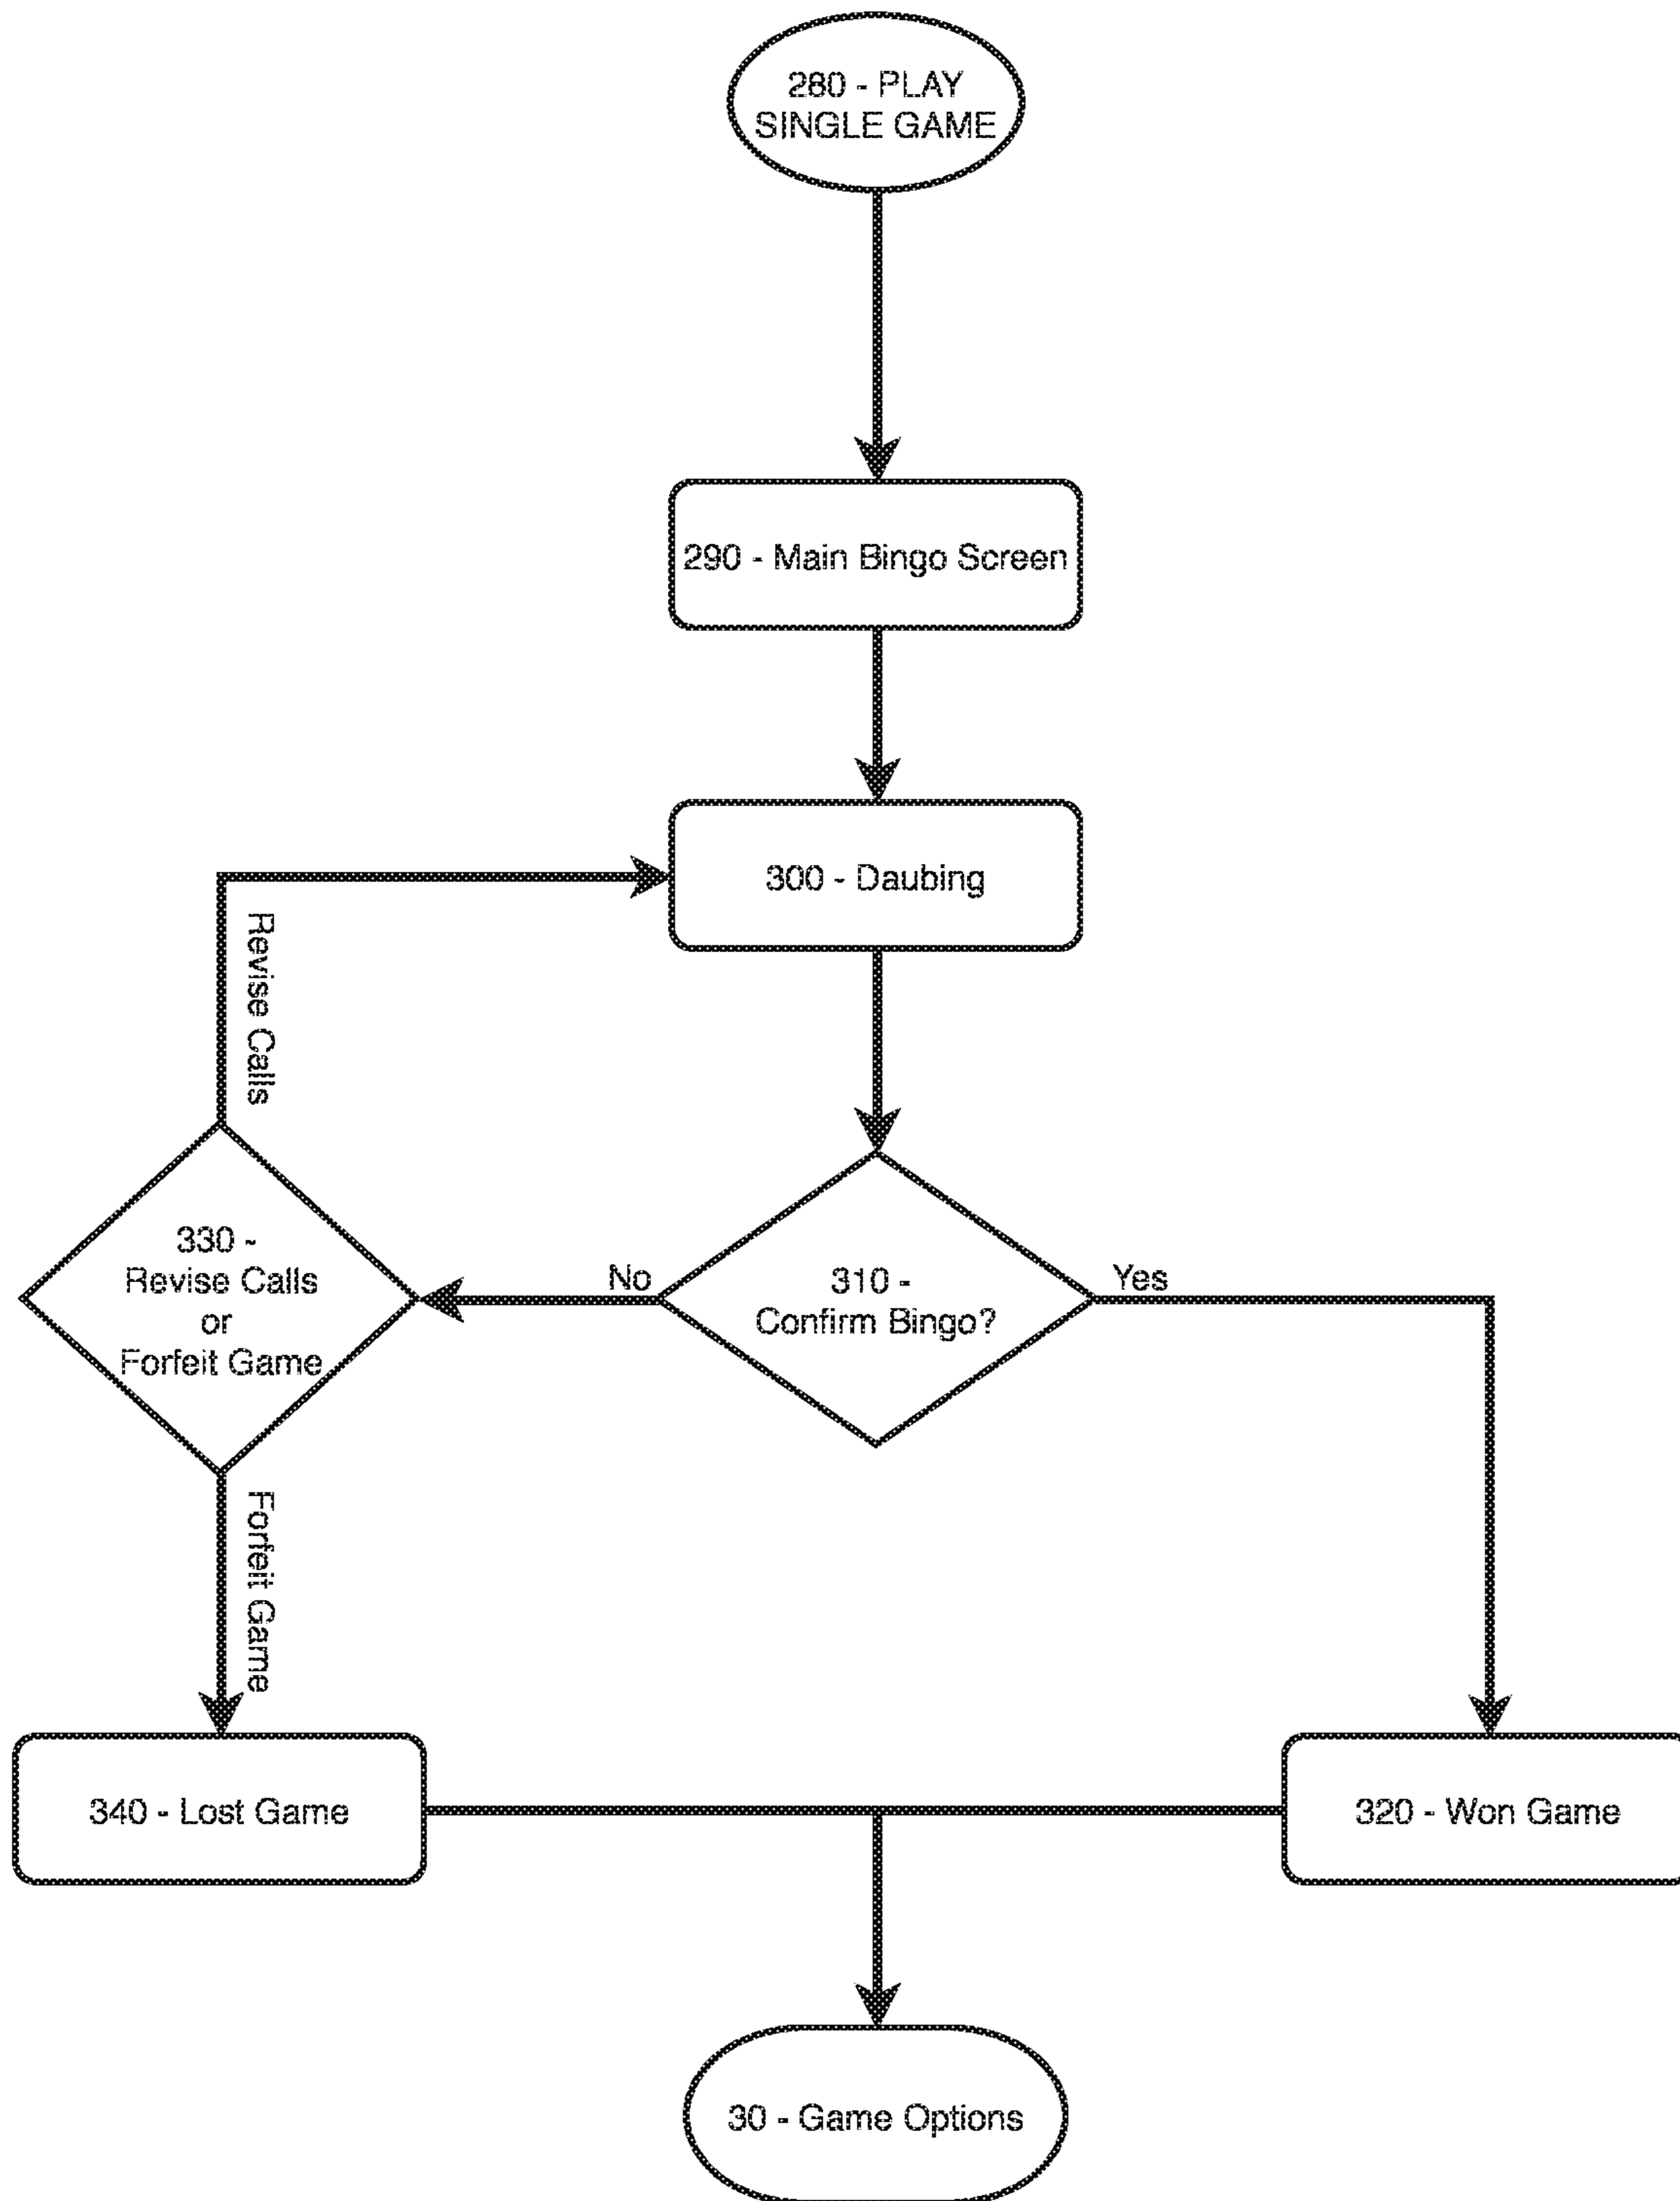 280 - PLAY
SINGLE GAME
290 - Main Bingo Screen
300 - Daubing
Revise Calls
330 -
Revise Calls
or
Forfeit Game
No
310 -
Confirm Bingo?
Yes
Forfeit Game
340 - Lost Game
320 - Won Game
30 - Game Options